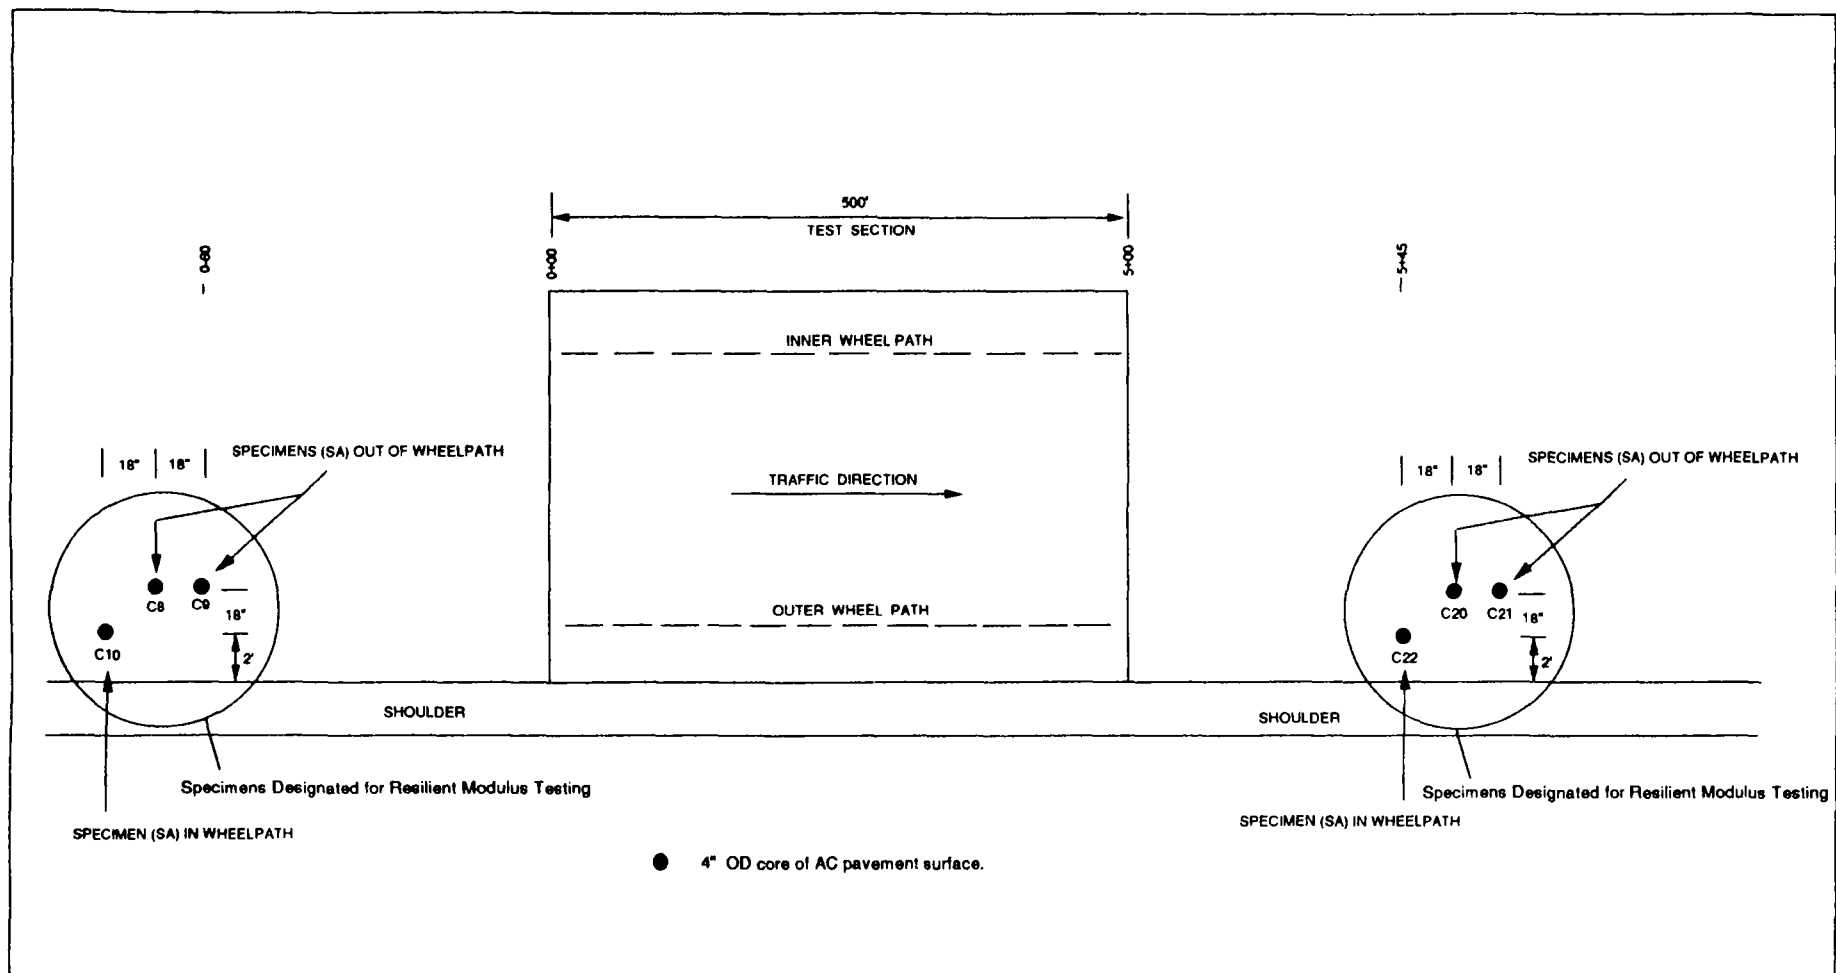 500'
TEST SECTION
0-60
0+00
5+00
5+45
INNER WHEEL PATH
SPECIMENS (SA) OUT OF WHEELPATH
18" 18"
TRAFFIC DIRECTION
SPECIMENS (SA) OUT OF WHEELPATH
18" 18"
C8 C9
18"
C10
2'
OUTER WHEEL PATH
C20 C21
18"
C22
2'
SHOULDER
SHOULDER
Specimens Designated for Resilient Modulus Testing
Specimens Designated for Resilient Modulus Testing
SPECIMEN (SA) IN WHEELPATH
SPECIMEN (SA) IN WHEELPATH
4" OD core of AC pavement surface.